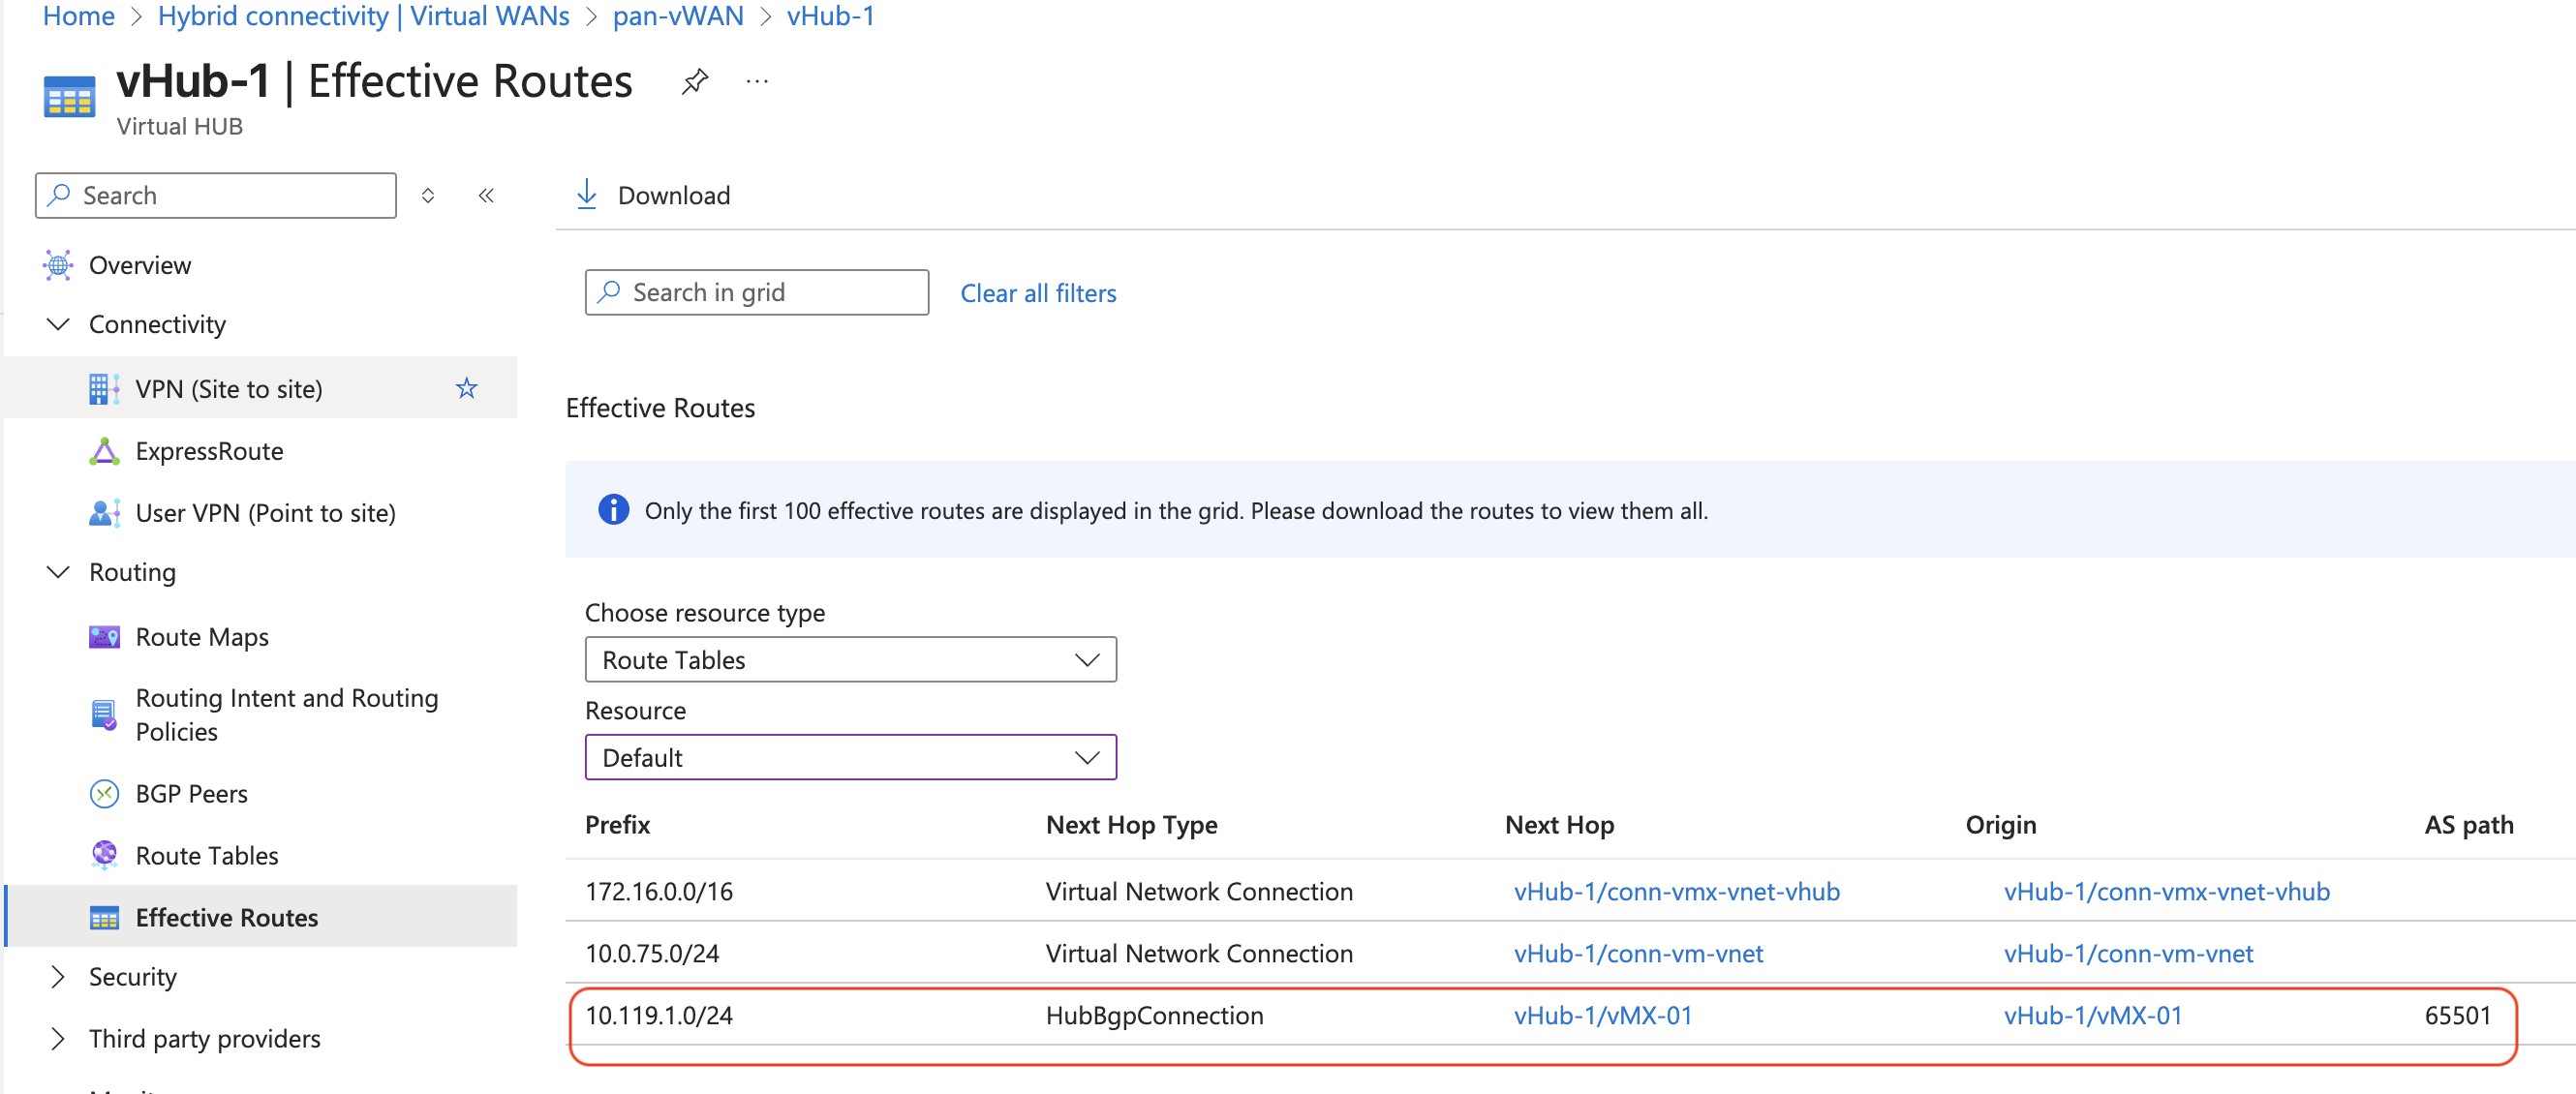 Home > Hybrid connectivity | Virtual WANs > pan-vWAN > vHub-1
vHub-1 | Effective Routes
Virtual HUB
Search
Overview
Connectivity
VPN (Site to site)
ExpressRoute
User VPN (Point to site)
Routing
Route Maps
Routing Intent and Routing
Policies
BGP Peers
Route Tables
Effective Routes
Security
Third party providers
Download
Search in grid
Clear all filters
Effective Routes
Only the first 100 effective routes are displayed in the grid. Please download the routes to view them all.
Choose resource type
Route Tables
Resource
Default
Prefix Next Hop Type Next Hop Origin AS path
172.16.0.0/16 Virtual Network Connection vHub-1/conn-vmx-vnet-vhub vHub-1/conn-vmx-vnet-vhub
10.0.75.0/24 Virtual Network Connection vHub-1/conn-vm-vnet vHub-1/conn-vm-vnet
10.119.1.0/24 HubBgpConnection vHub-1/vMX-01 vHub-1/vMX-01 65501